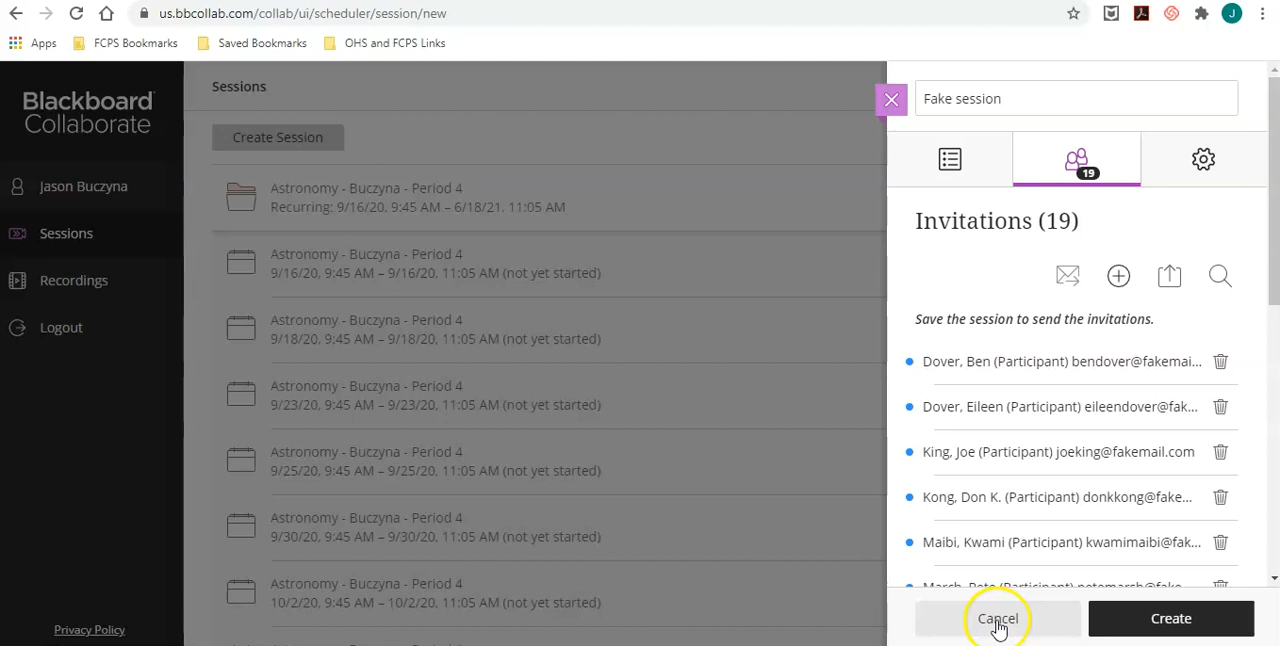 us.bbcollab.com/collab/ui/scheduler/session/new
J
Apps
FCPS Bookmarks
Saved Bookmarks
OHS and FCPS Links
Blackboard
Collaborate
Jason Buczyna
Sessions
Recordings
Logout
Privacy Policy
Sessions
Create Session
Astronomy - Buczyna - Period 4
Recurring: 9/16/20, 9:45 AM – 6/18/21, 11:05 AM
Astronomy - Buczyna - Period 4
9/16/20, 9:45 AM – 9/16/20, 11:05 AM (not yet started)
Astronomy - Buczyna - Period 4
9/18/20, 9:45 AM – 9/18/20, 11:05 AM (not yet started)
Astronomy - Buczyna - Period 4
9/23/20, 9:45 AM – 9/23/20, 11:05 AM (not yet started)
Astronomy - Buczyna - Period 4
9/25/20, 9:45 AM – 9/25/20, 11:05 AM (not yet started)
Astronomy - Buczyna - Period 4
9/30/20, 9:45 AM – 9/30/20, 11:05 AM (not yet started)
Astronomy - Buczyna - Period 4
10/2/20, 9:45 AM – 10/2/20, 11:05 AM (not yet started)
Fake session
19
Invitations (19)
Save the session to send the invitations.
Dover, Ben (Participant) bendover@fakemai...
Dover, Eileen (Participant) eileendover@fak...
King, Joe (Participant) joeking@fakemail.com
Kong, Don K. (Participant) donkkong@fake...
Maibi, Kwami (Participant) kwamimaibi@fak...
March, Pete (Participant) petemarsh@fake...
Cancel
Create